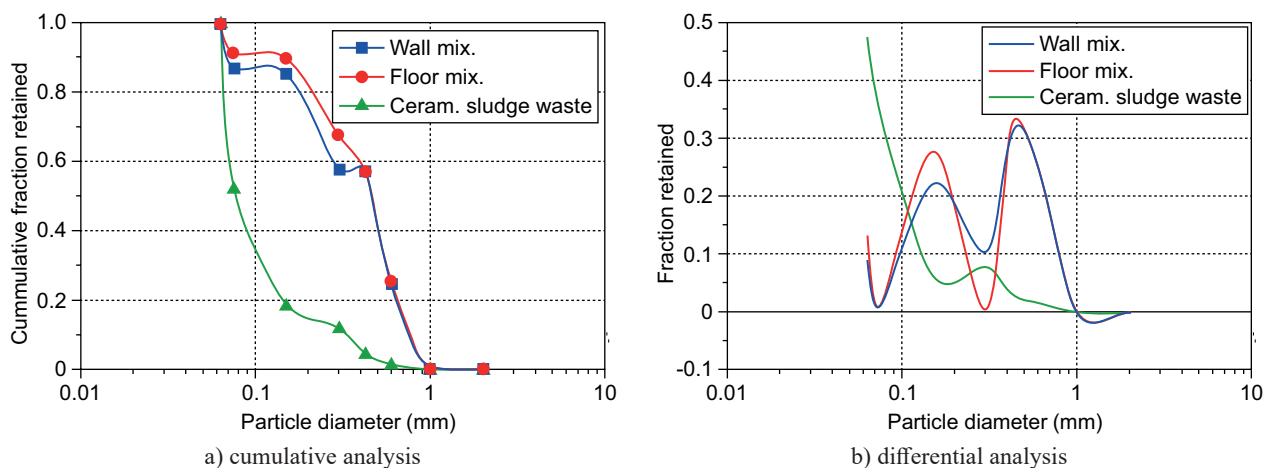 1.0
0.8
0.6
0.4
0.2
0
Cummulative fraction retained
Wall mix.
Floor mix.
Ceram. sludge waste
0.01
0.1
1
10
Particle diameter (mm)
a) cumulative analysis
0.5
0.4
0.3
0.2
0.1
0
-0.1
Fraction retained
Wall mix.
Floor mix.
Ceram. sludge waste
0.01
0.1
1
10
Particle diameter (mm)
b) differential analysis